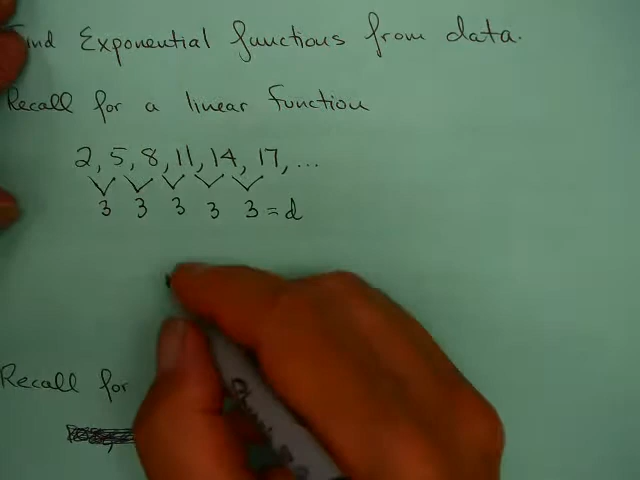 Find Exponential functions from data.
Recall for a linear function
2, 5, 8, 11, 14, 17, ...
3 3 3 3 3 = d
Recall for